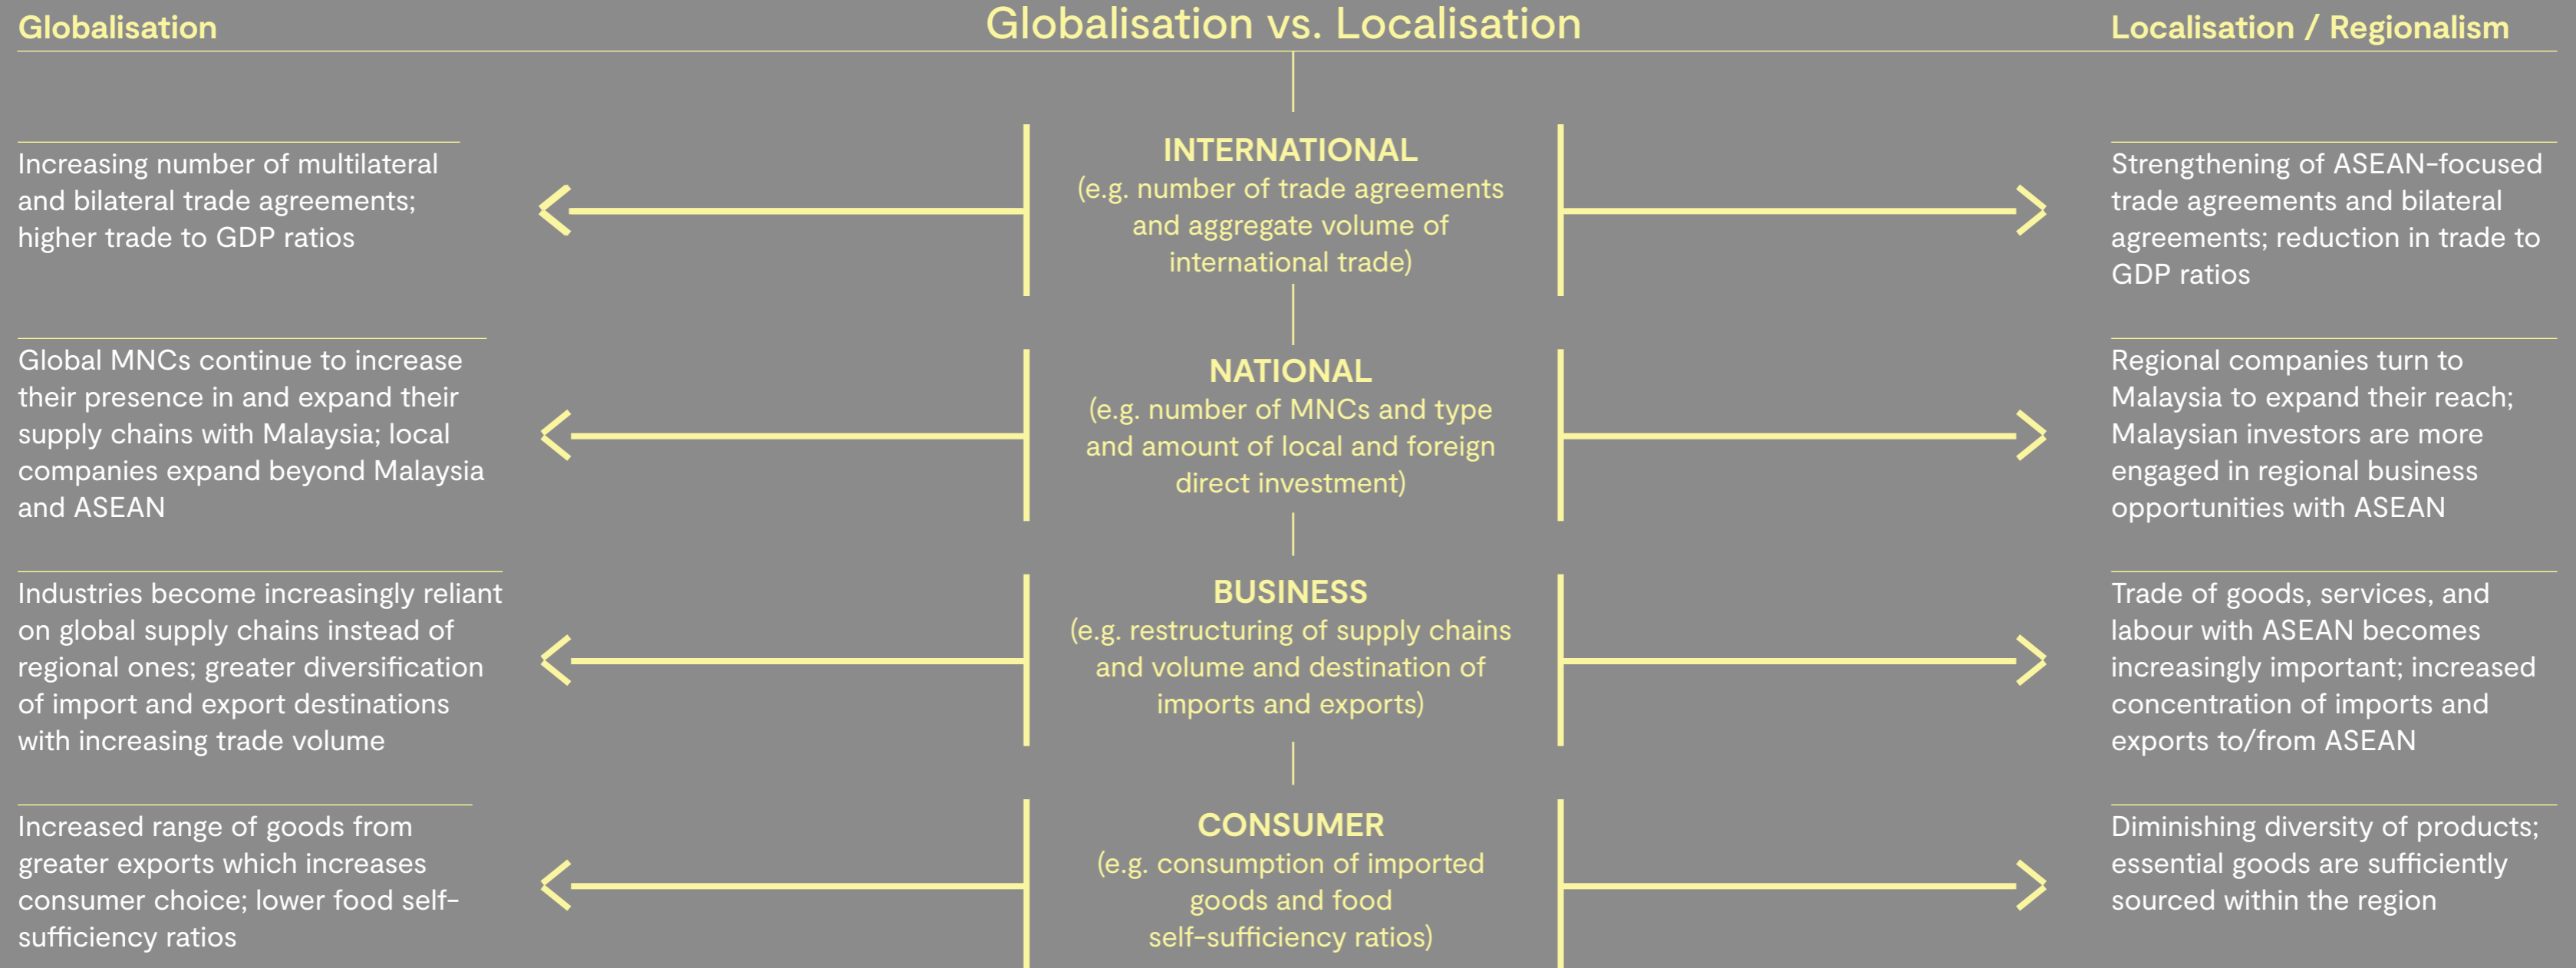 Globalisation
Globalisation vs. Localisation
Localisation / Regionalism
Increasing number of multilateral
and bilateral trade agreements;
higher trade to GDP ratios
INTERNATIONAL
(e.g. number of trade agreements
and aggregate volume of
international trade)
Strengthening of ASEAN-focused
trade agreements and bilateral
agreements; reduction in trade to
GDP ratios
Global MNCs continue to increase
their presence in and expand their
supply chains with Malaysia; local
companies expand beyond Malaysia
and ASEAN
NATIONAL
(e.g. number of MNCs and type
and amount of local and foreign
direct investment)
Regional companies turn to
Malaysia to expand their reach;
Malaysian investors are more
engaged in regional business
opportunities with ASEAN
Industries become increasingly reliant
on global supply chains instead of
regional ones; greater diversification
of import and export destinations
with increasing trade volume
BUSINESS
(e.g. restructuring of supply chains
and volume and destination of
imports and exports)
Trade of goods, services, and
labour with ASEAN becomes
increasingly important; increased
concentration of imports and
exports to/from ASEAN
Increased range of goods from
greater exports which increases
consumer choice; lower food self-
sufficiency ratios
CONSUMER
(e.g. consumption of imported
goods and food
self-sufficiency ratios)
Diminishing diversity of products;
essential goods are sufficiently
sourced within the region